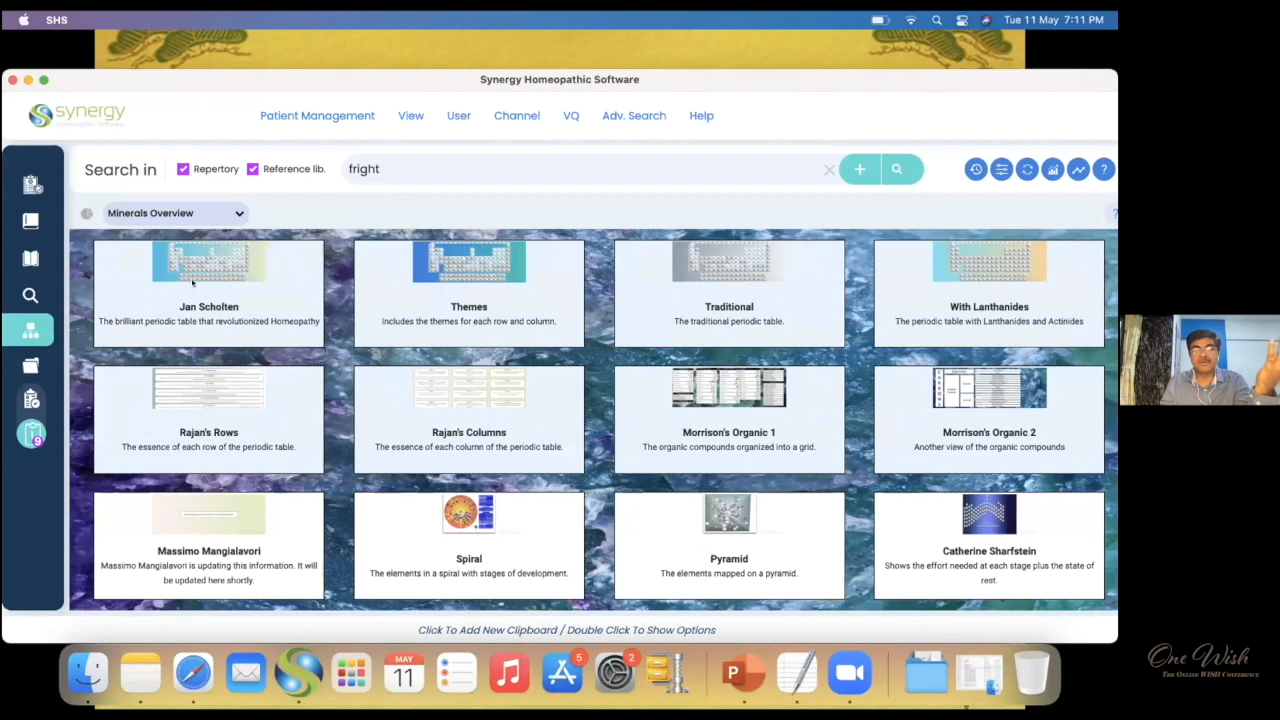 SHS
Tue 11 May 7:11 PM
Synergy Homeopathic Software
synergy
Patient Management View User Channel VQ Adv. Search Help
Search in Repertory Reference lib. fright
Minerals Overview
Jan Scholten
The brilliant periodic table that revolutionized Homeopathy
Themes
Includes the themes for each row and column.
Traditional
The traditional periodic table.
With Lanthanides
The periodic table with Lanthanides and Actinides
Rajan's Rows
The essence of each row of the periodic table.
Rajan's Columns
The essence of each column of the periodic table.
Morrison's Organic 1
The organic compounds organized into a grid.
Morrison's Organic 2
Another view of the organic compounds
Massimo Mangialavori
Massimo Mangialavori is updating this information. It will
be updated here shortly.
Spiral
The elements in a spiral with stages of development.
Pyramid
The elements mapped on a pyramid.
Catherine Sharfstein
Shows the effort needed at each stage plus the state of
rest.
9
Click To Add New Clipboard / Double Click To Show Options
MAY
11
5
2
One Wish
THE ONLINE WISH CONFERENCE